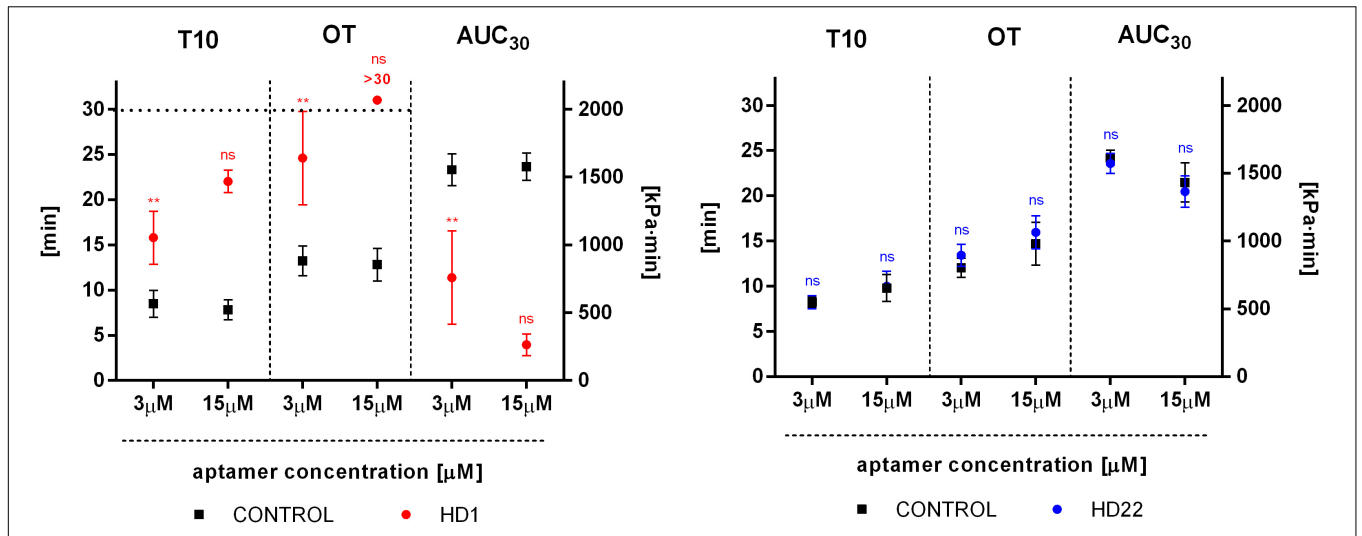 T10 OT AUC30
ns
>30
**
ns
**
**
ns
30
25
20
15
10
5
0
[min]
2000
1500
1000
500
0
[kPa·min]
3μM 15μM 3μM 15μM 3μM 15μM
aptamer concentration [μM]
CONTROL HD1
T10 OT AUC30
ns
ns
ns
ns
ns
ns
30
25
20
15
10
5
0
[min]
2000
1500
1000
500
0
[kPa·min]
3μM 15μM 3μM 15μM 3μM 15μM
aptamer concentration [μM]
CONTROL HD22